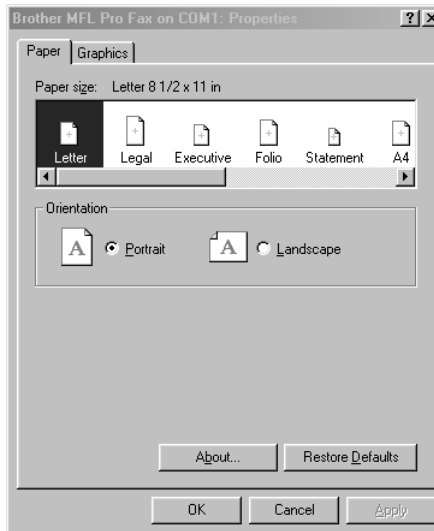 Brother MFL Pro Fax on COM1: Properties
Paper Graphics
Paper size: Letter 8 1/2 x 11 in
Letter Legal Executive Folio Statement A4
Orientation
A Portrait A Landscape
About... Restore Defaults
OK Cancel Apply